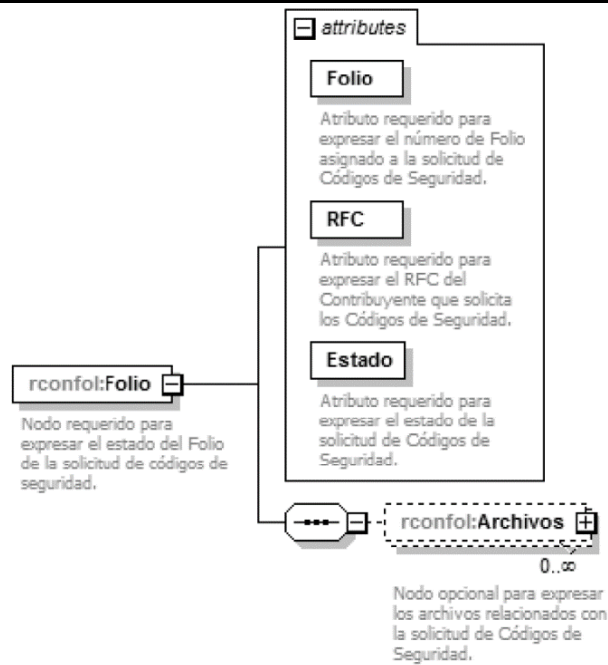 attributes
Folio
Atributo requerido para
expresar el número de Folio
asignado a la solicitud de
Códigos de Seguridad.
RFC
Atributo requerido para
expresar el RFC del
Contribuyente que solicita
los Códigos de Seguridad.
Estado
Atributo requerido para
expresar el estado de la
solicitud de Códigos de
Seguridad.
rconfol:Folio
Nodo requerido para
expresar el estado del Folio
de la solicitud de códigos de
seguridad.
rconfol:Archivos
0..∞
Nodo opcional para expresar
los archivos relacionados con
la solicitud de Códigos de
Seguridad.